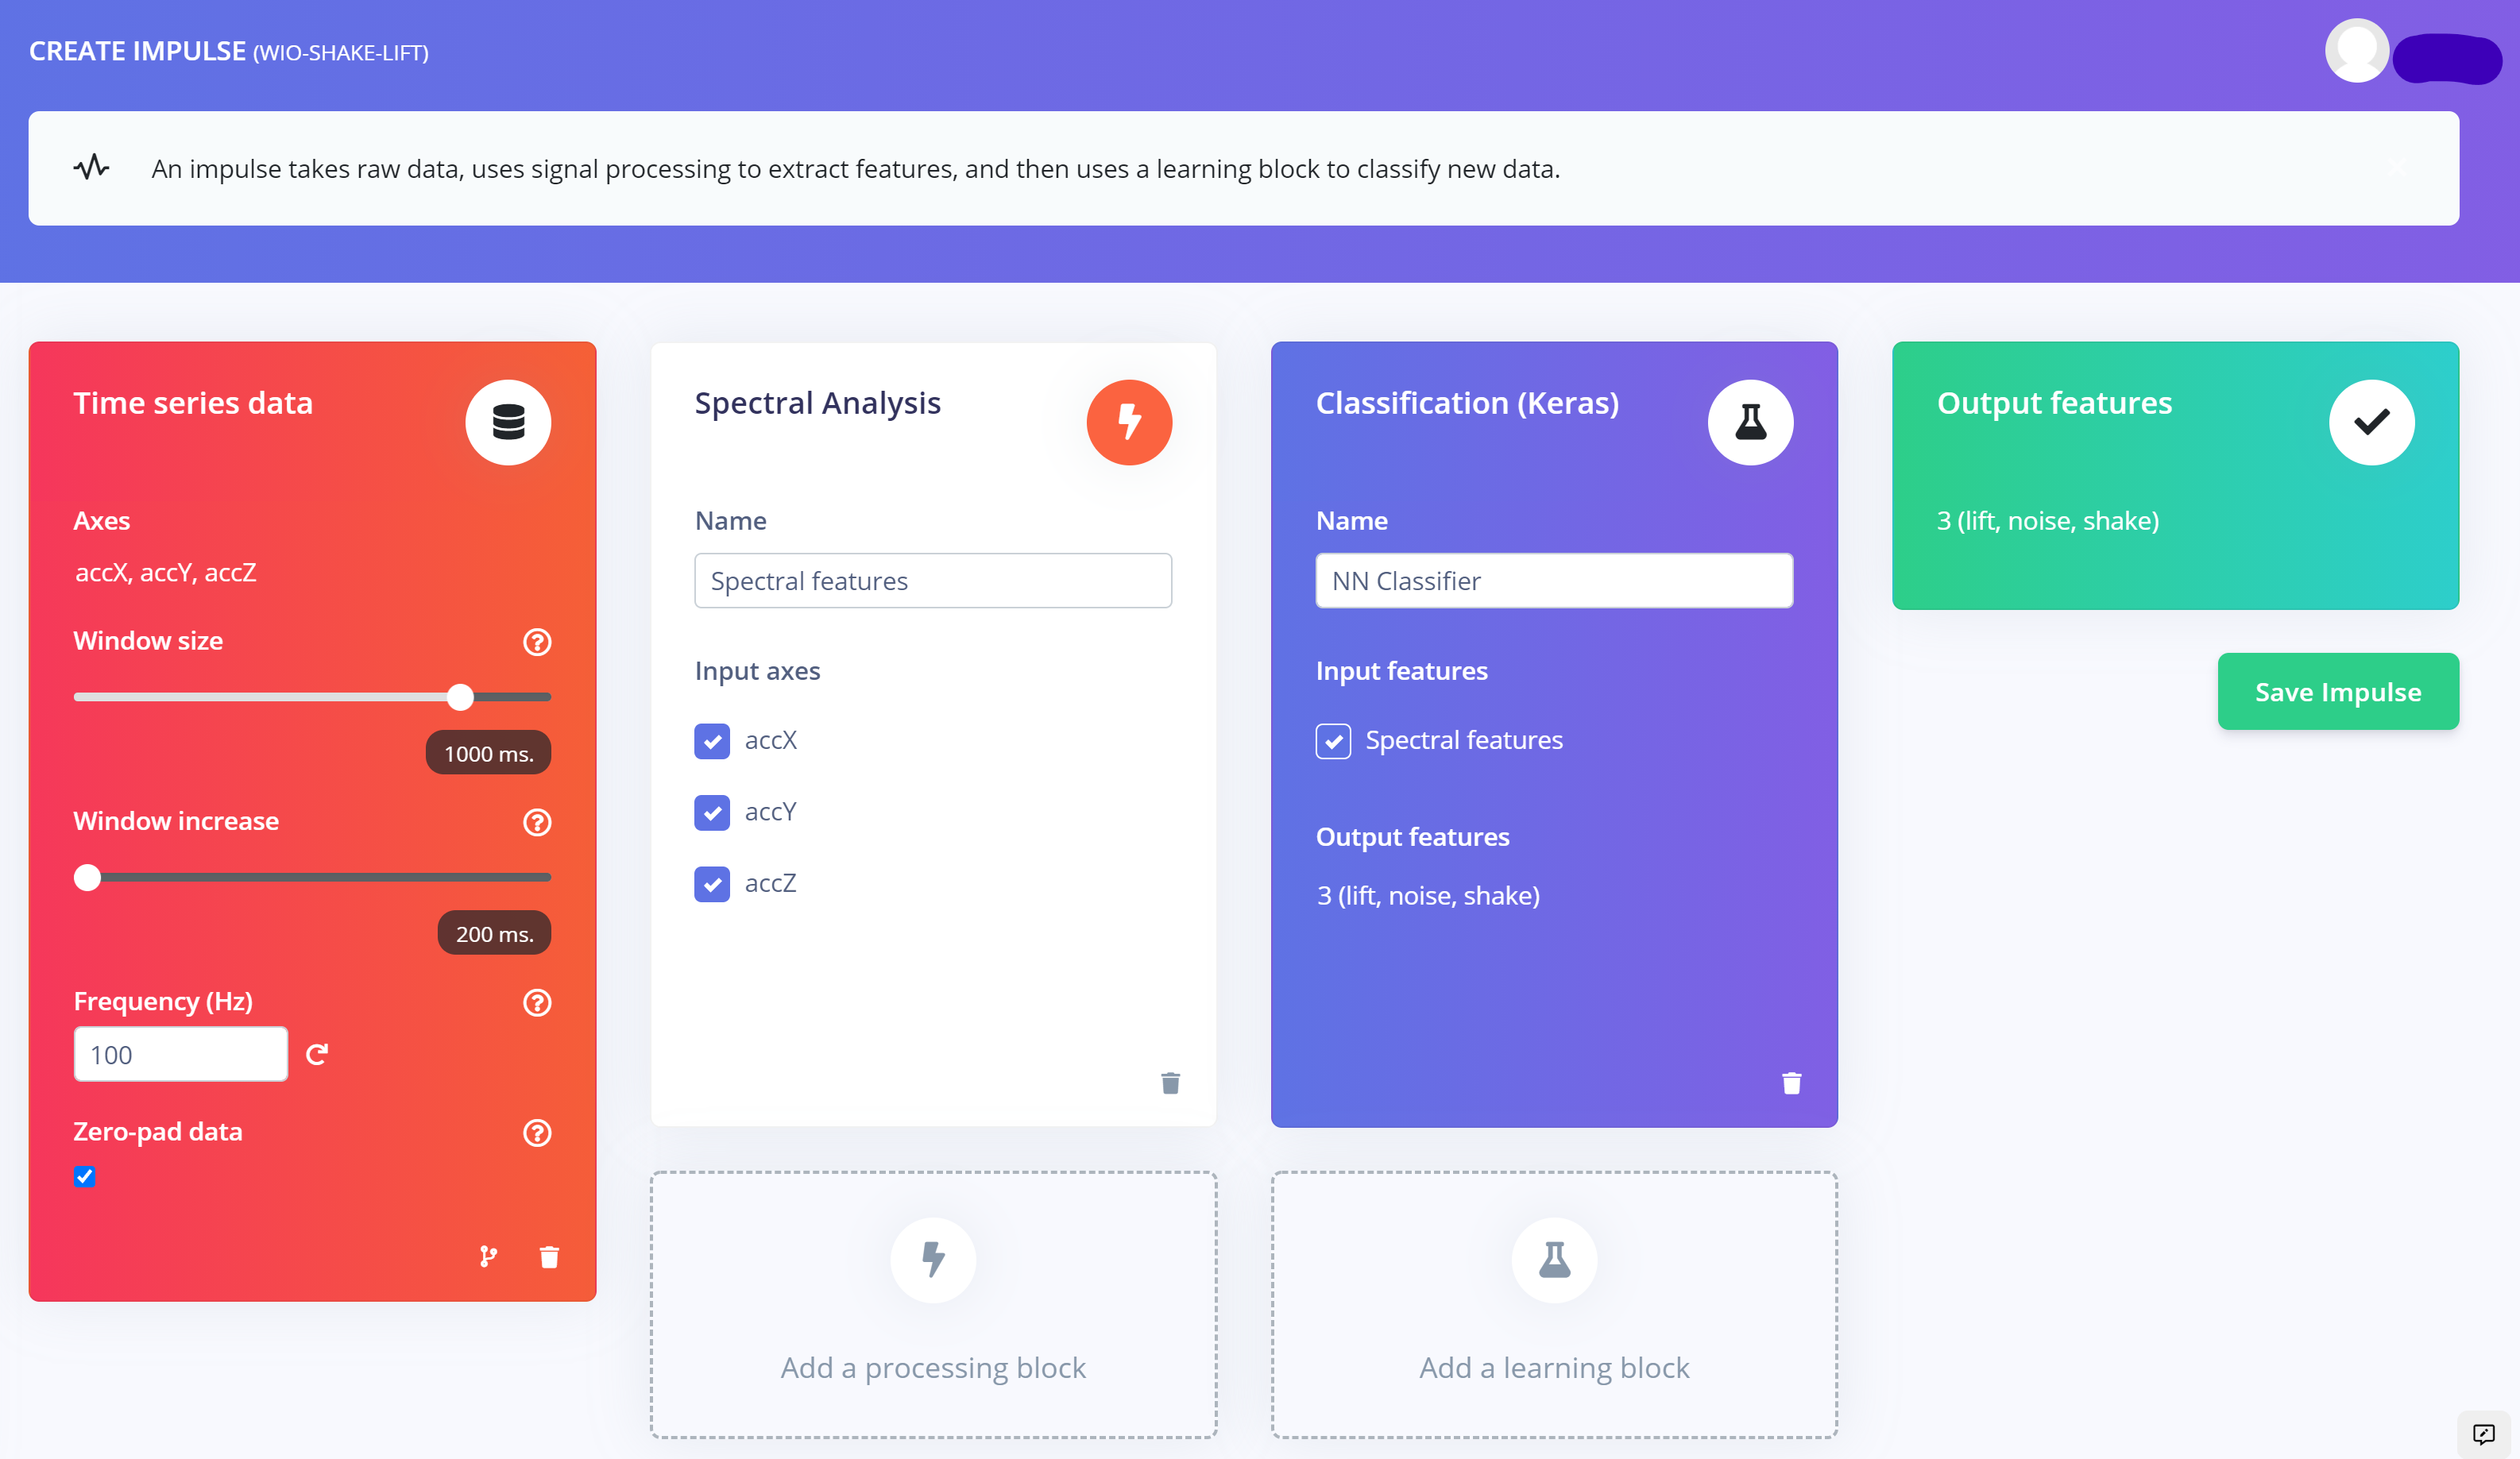 CREATE IMPULSE (WIO-SHAKE-LIFT)
An impulse takes raw data, uses signal processing to extract features, and then uses a learning block to classify new data.
Time series data
Axes
accX, accY, accZ
Window size
1000 ms.
Window increase
200 ms.
Frequency (Hz)
100
Zero-pad data
Spectral Analysis
Name
Spectral features
Input axes
accX
accY
accZ
Add a processing block
Classification (Keras)
Name
NN Classifier
Input features
Spectral features
Output features
3 (lift, noise, shake)
Add a learning block
Output features
3 (lift, noise, shake)
Save Impulse